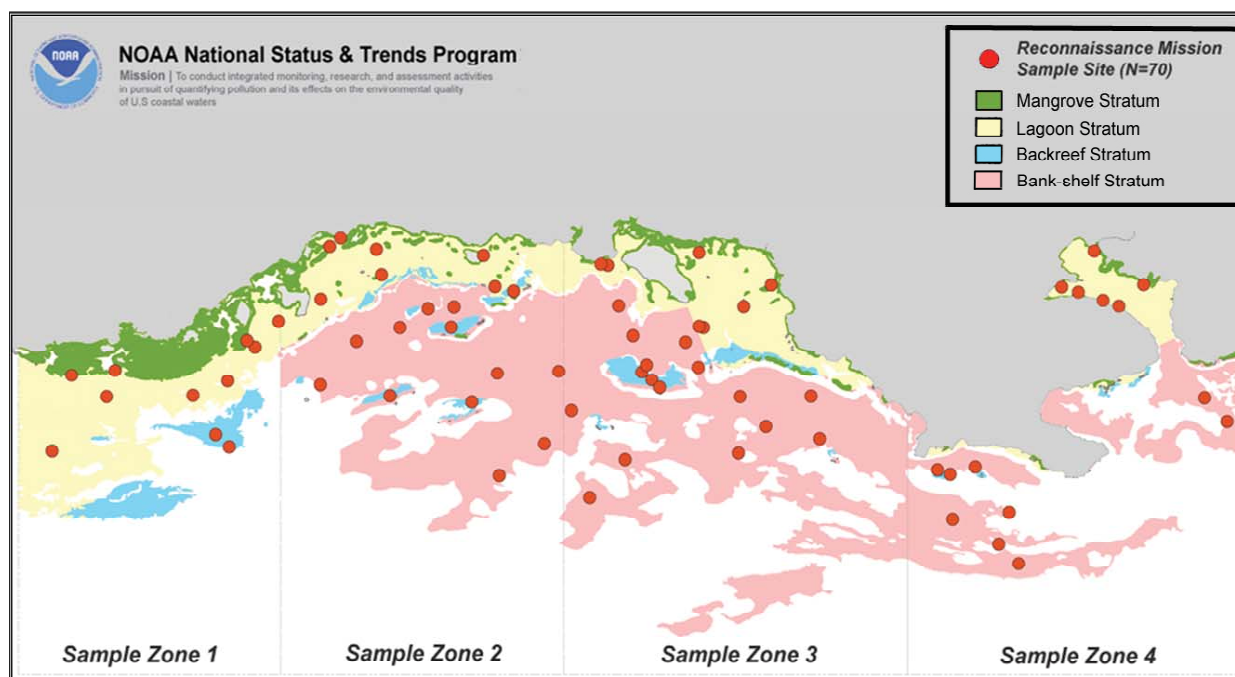 NOAA
NOAA National Status & Trends Program
Mission | To conduct integrated monitoring, research, and assessment activities
in pursuit of quantifying pollution and its effects on the environmental quality
of U.S coastal waters
Reconnaissance Mission
Sample Site (N=70)
Mangrove Stratum
Lagoon Stratum
Backreef Stratum
Bank-shelf Stratum
Sample Zone 1
Sample Zone 2
Sample Zone 3
Sample Zone 4